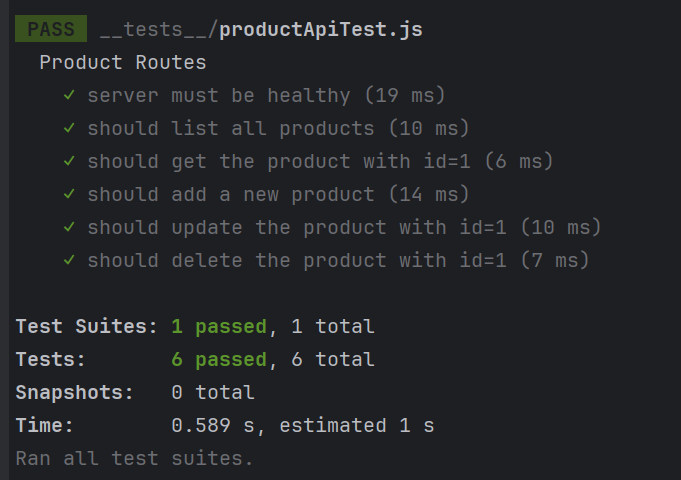 PASS __tests__/productApiTest.js
Product Routes
✓ server must be healthy (19 ms)
✓ should list all products (10 ms)
✓ should get the product with id=1 (6 ms)
✓ should add a new product (14 ms)
✓ should update the product with id=1 (10 ms)
✓ should delete the product with id=1 (7 ms)
Test Suites: 1 passed, 1 total
Tests: 6 passed, 6 total
Snapshots: 0 total
Time: 0.589 s, estimated 1 s
Ran all test suites.